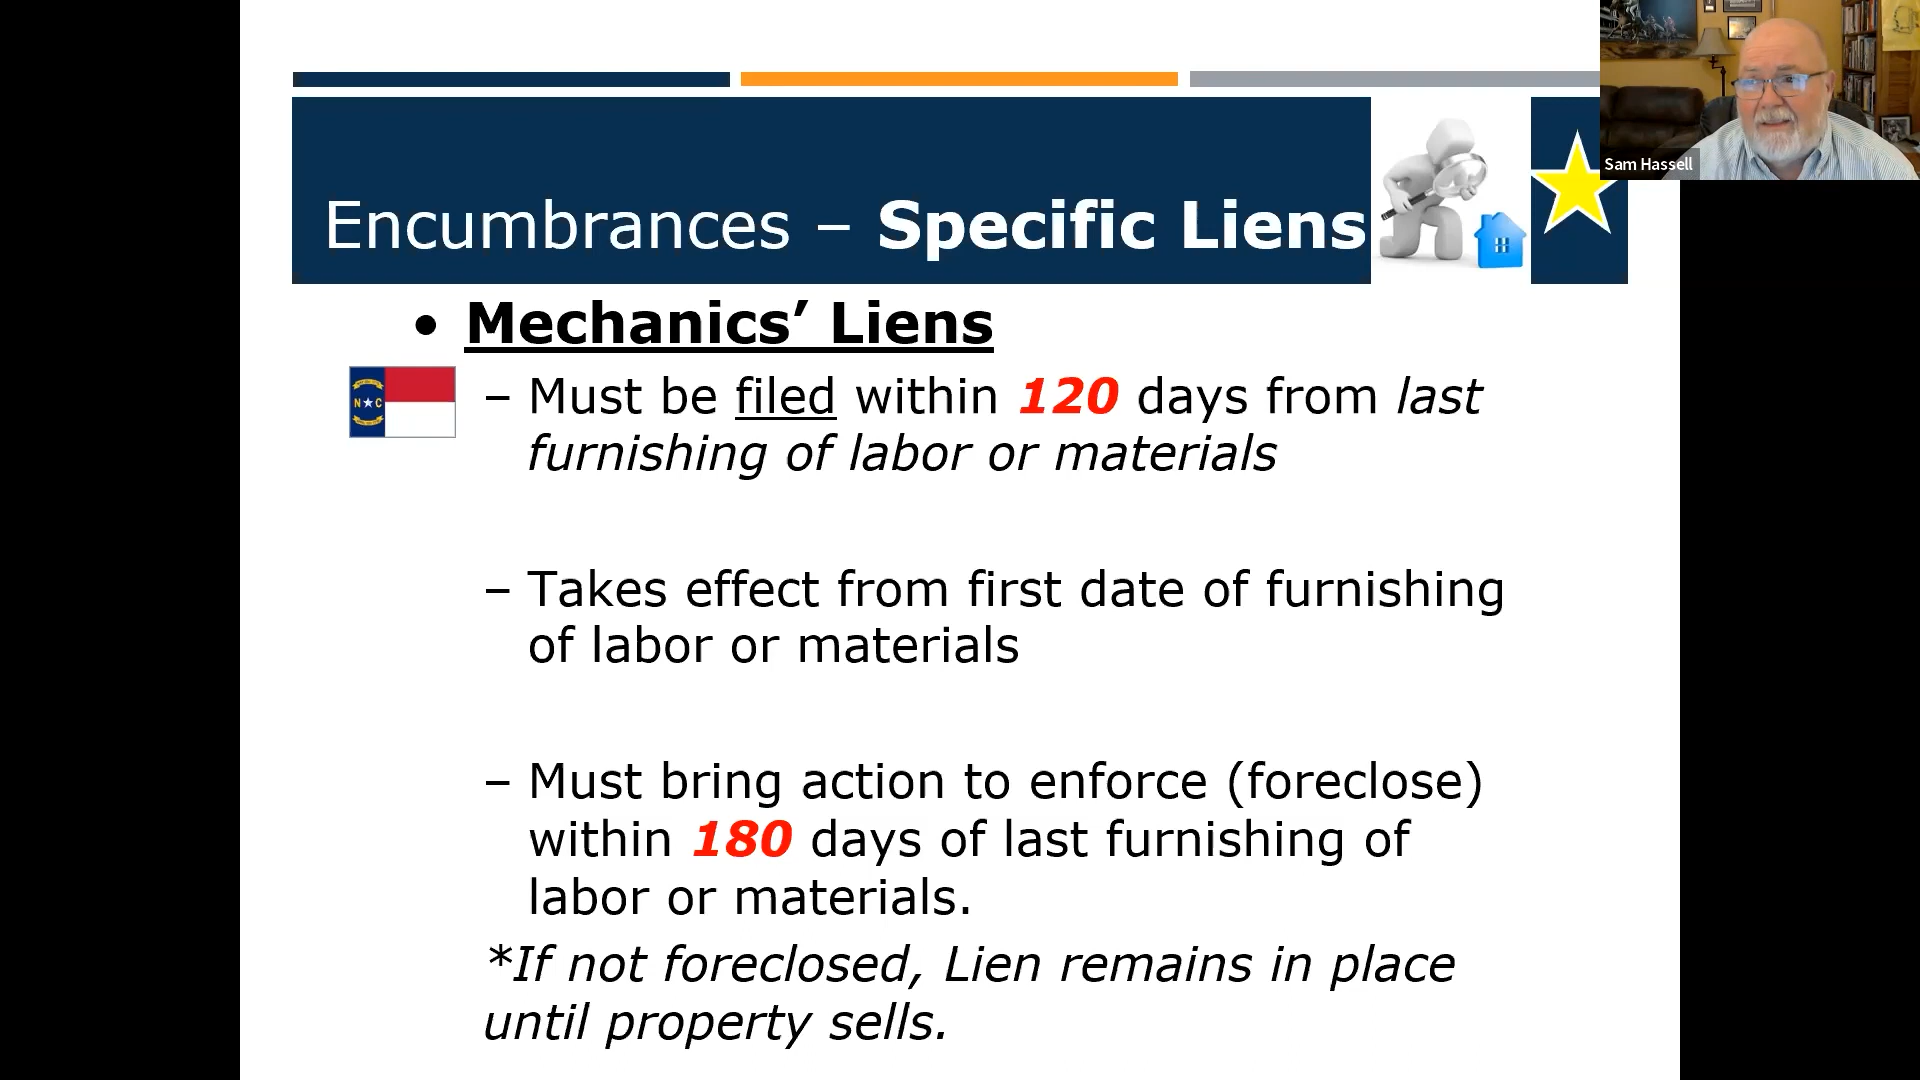 Encumbrances – Specific Liens
Sam Hassell
• Mechanics’ Liens
N★C
– Must be filed within 120 days from last
furnishing of labor or materials
– Takes effect from first date of furnishing
of labor or materials
– Must bring action to enforce (foreclose)
within 180 days of last furnishing of
labor or materials.
*If not foreclosed, Lien remains in place
until property sells.